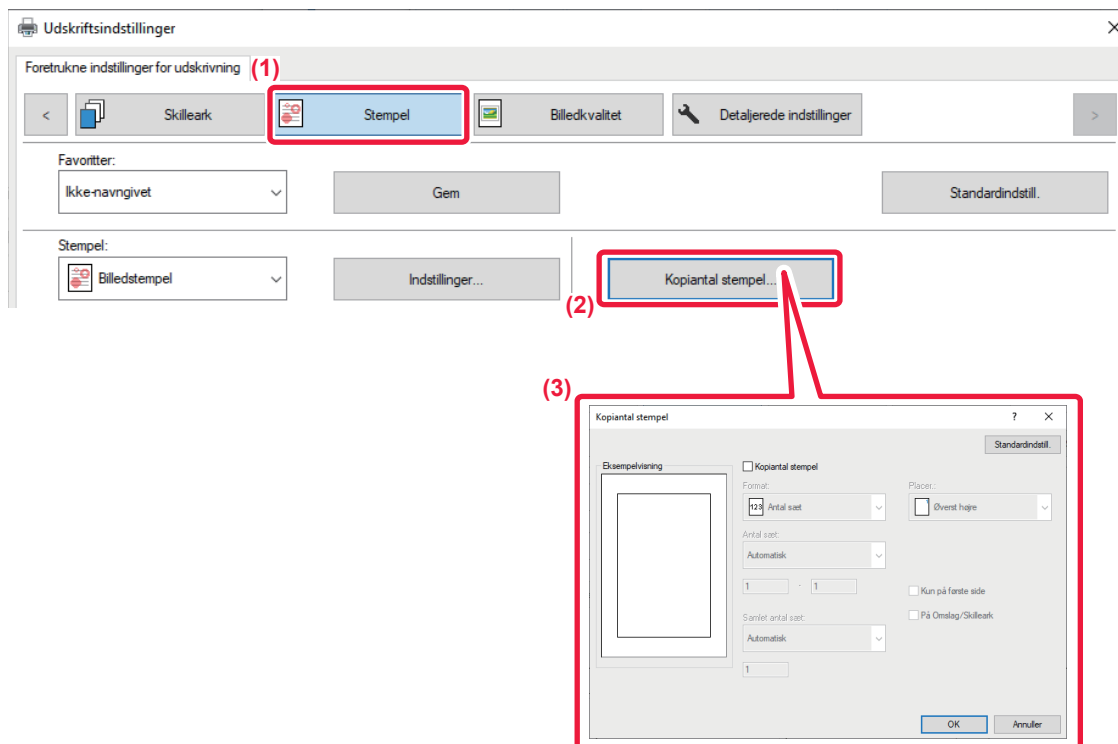 Udskriftsindstillinger
Foretrukne indstillinger for udskrivning
(1)
< Skilleark Stempel Billedkvalitet Detaljerede indstillinger >
Favoritter:
Ikke-navngivet Gem Standardindstill.
Stempel:
Billedstempel Indstillinger... Kopiantal stempel...
(2)
(3)
Kopiantal stempel ? X
Standardindstill.
Eksempelvisning Kopiantal stempel
Format: Placer.:
123 Antal sæt Øverst højre
Antal sæt:
Automatisk
1 - 1 Kun på første side
Samlet antal sæt: På Omslag/Skilleark
Automatisk
1
OK Annuller